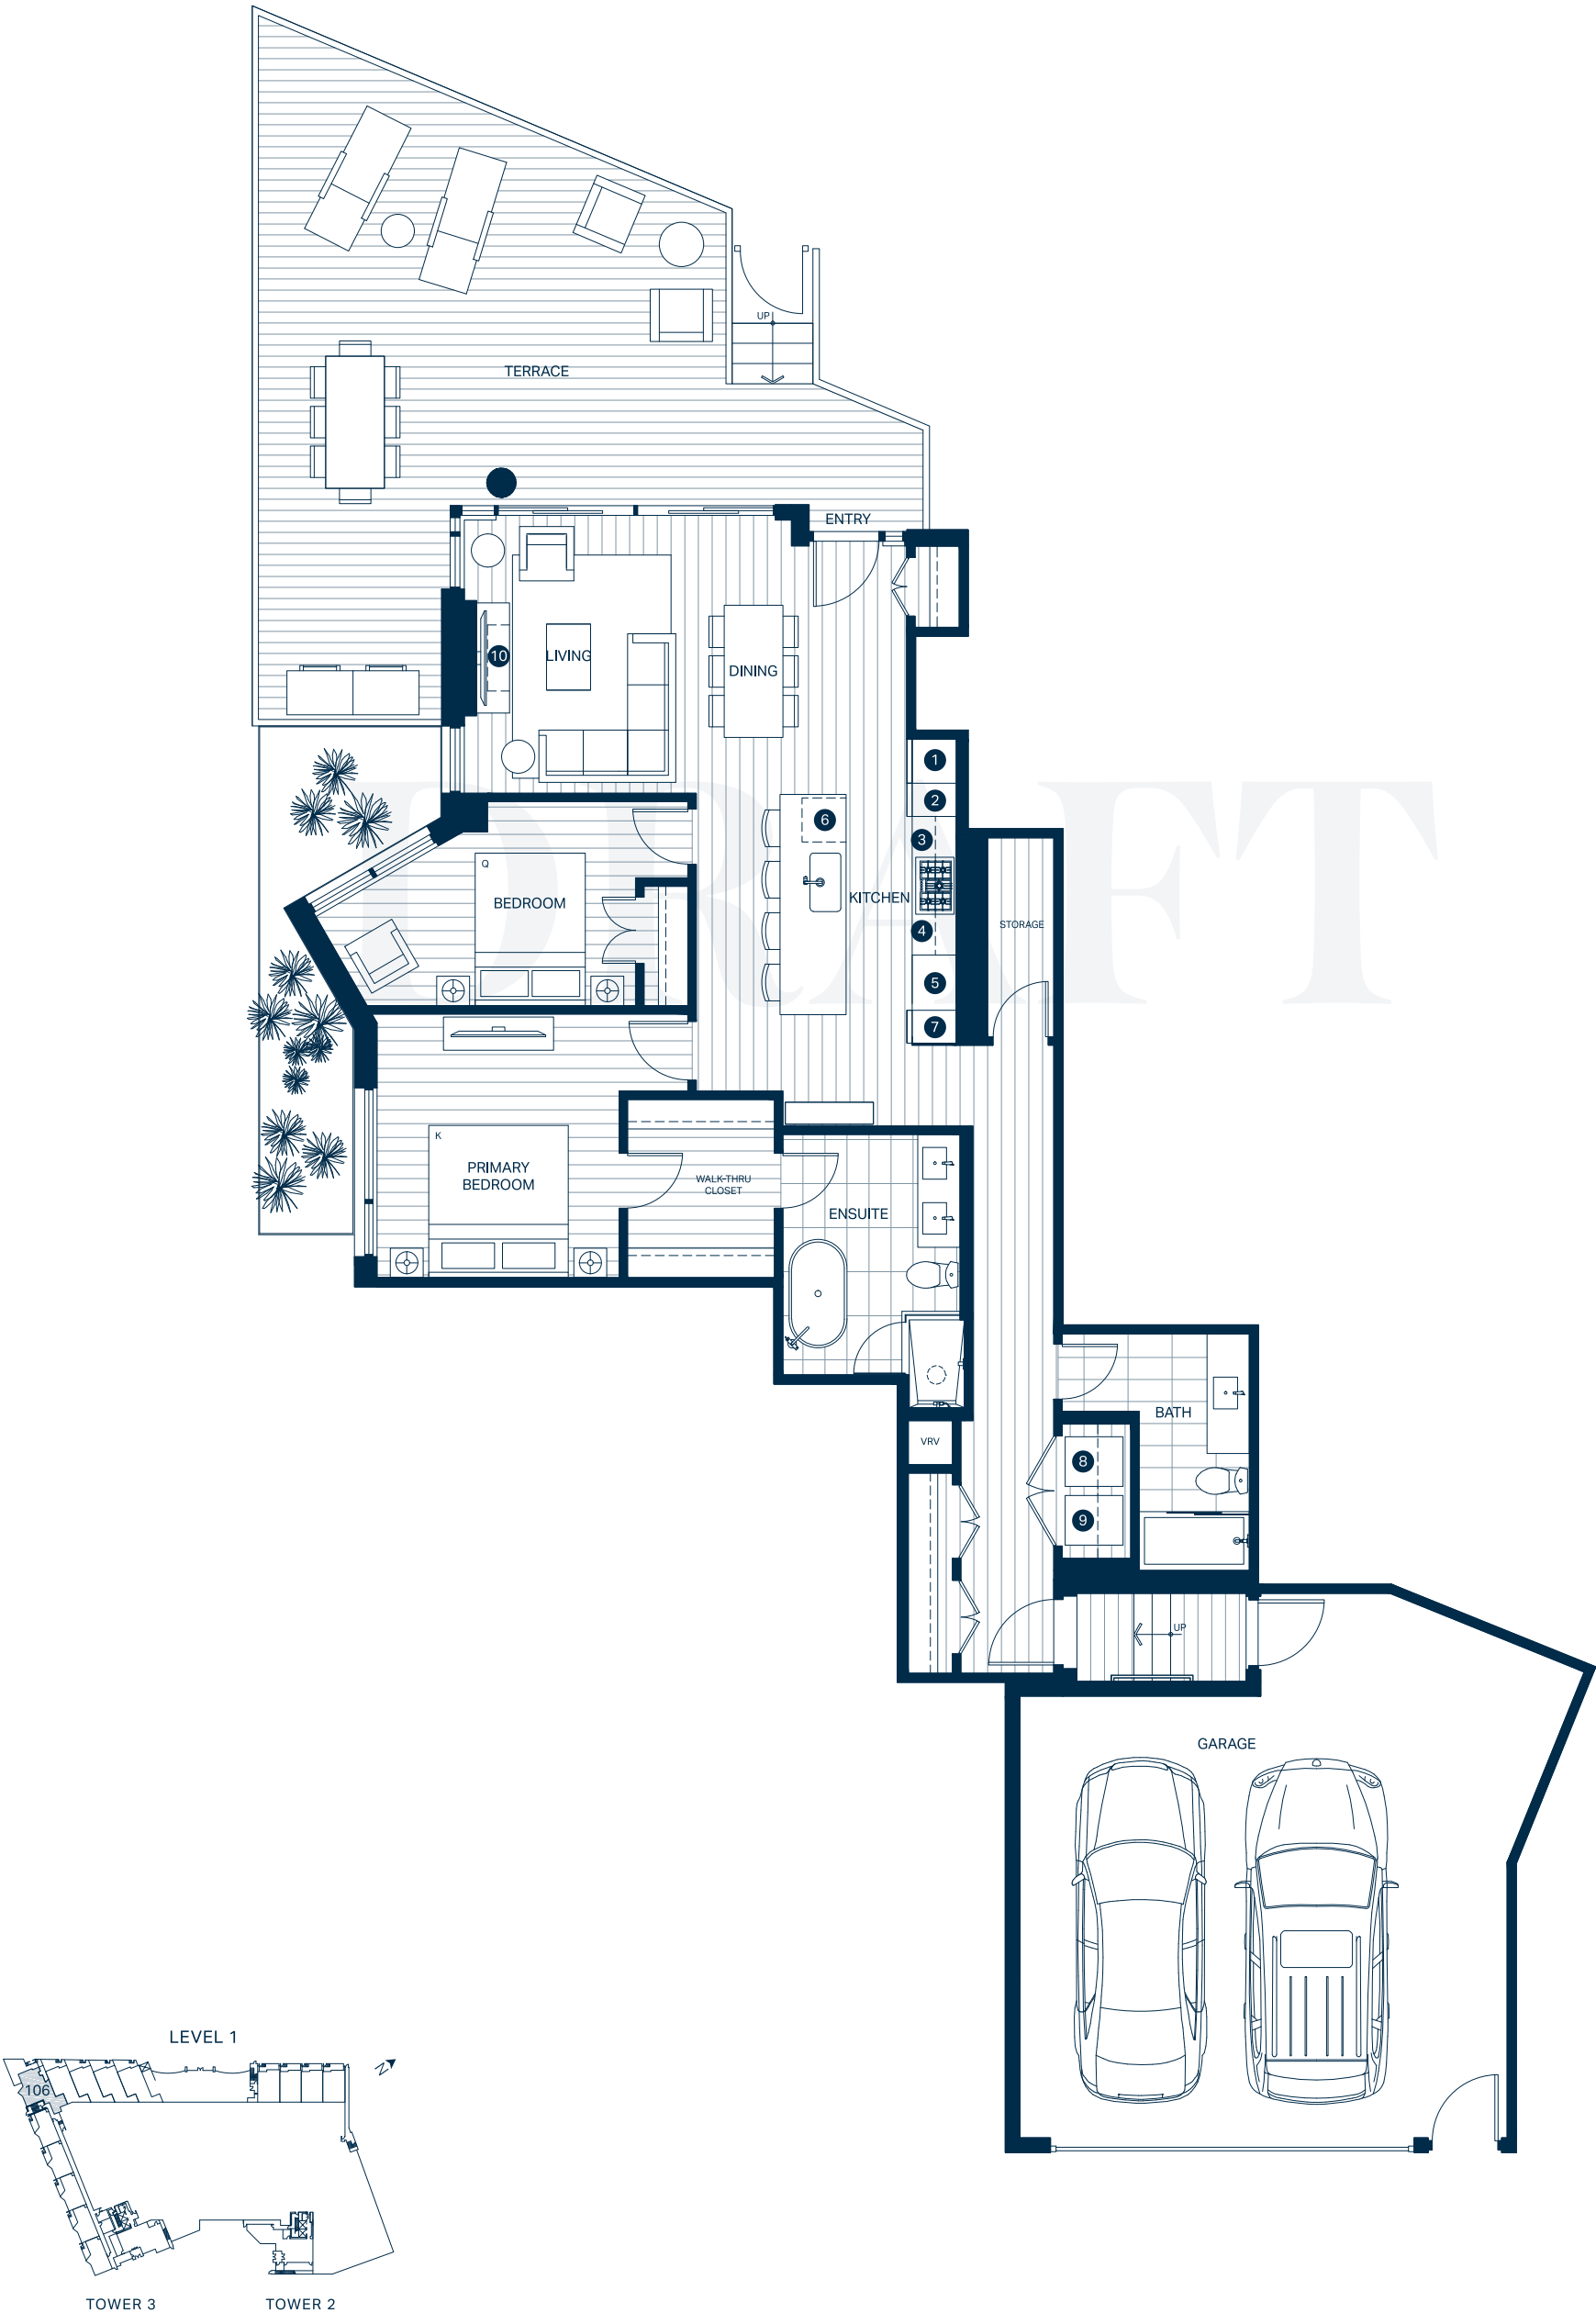 UP
TERRACE
ENTRY
10
LIVING
DINING
1
2
6
3
Q
BEDROOM
KITCHEN
4
STORAGE
5
7
K
PRIMARY
BEDROOM
WALK-THRU
CLOSET
ENSUITE
BATH
VRV
8
9
UP
GARAGE
DRAFT
LEVEL 1
N
106
TOWER 3
TOWER 2